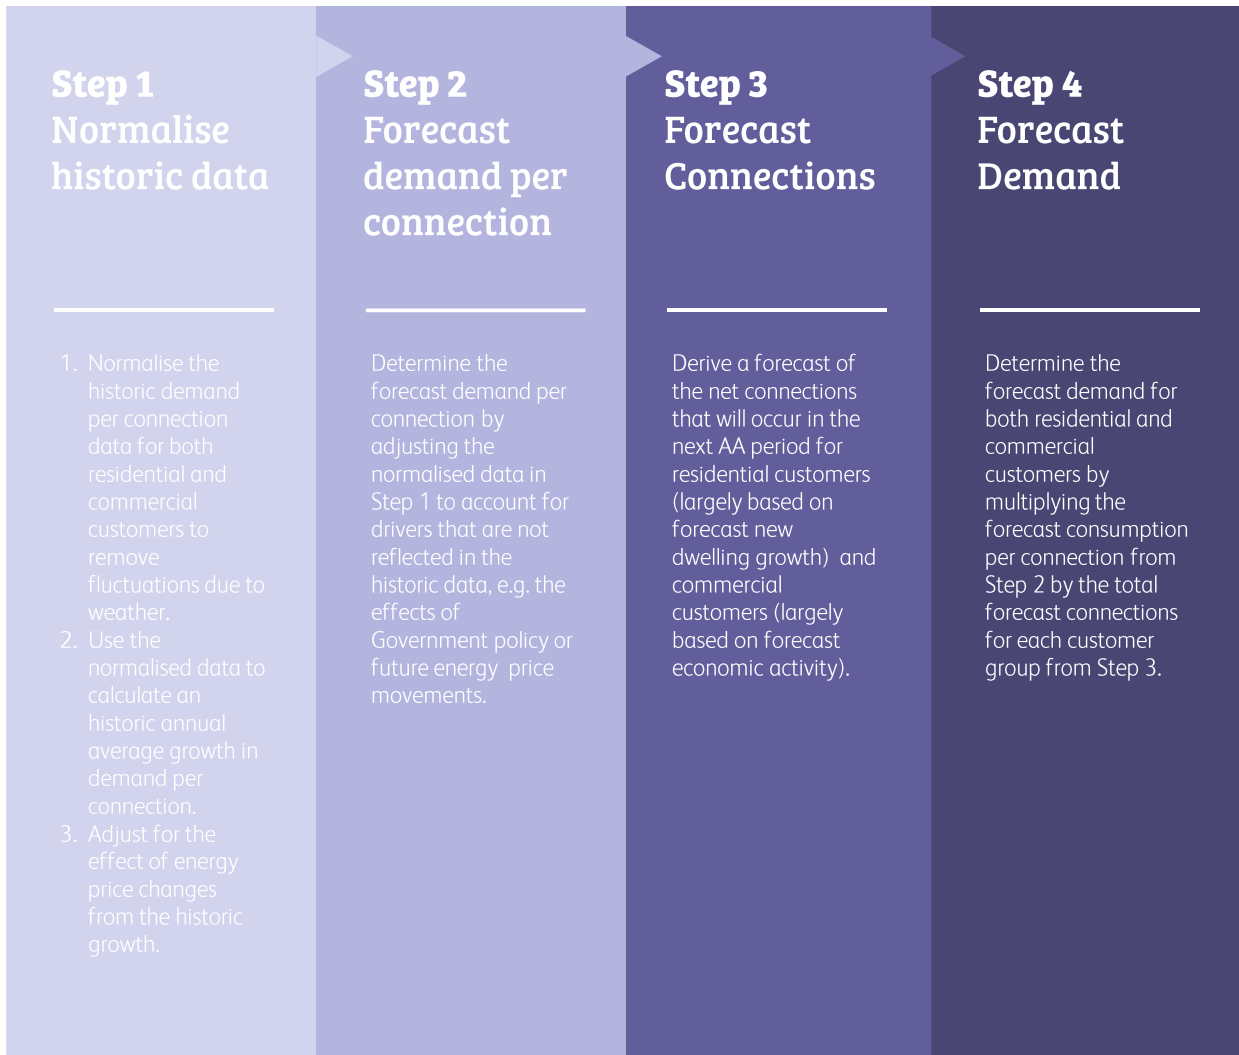 Step 1
Normalise
historic data
1. Normalise the
historic demand
per connection
data for both
residential and
commercial
customers to
remove
fluctuations due to
weather.
2. Use the
normalised data to
calculate an
historic annual
average growth in
demand per
connection.
3. Adjust for the
effect of energy
price changes
from the historic
growth.
Step 2
Forecast
demand per
connection
Determine the
forecast demand per
connection by
adjusting the
normalised data in
Step 1 to account for
drivers that are not
reflected in the
historic data, e.g. the
effects of
Government policy or
future energy price
movements.
Step 3
Forecast
Connections
Derive a forecast of
the net connections
that will occur in the
next AA period for
residential customers
(largely based on
forecast new
dwelling growth) and
commercial
customers (largely
based on forecast
economic activity).
Step 4
Forecast
Demand
Determine the
forecast demand for
both residential and
commercial
customers by
multiplying the
forecast consumption
per connection from
Step 2 by the total
forecast connections
for each customer
group from Step 3.